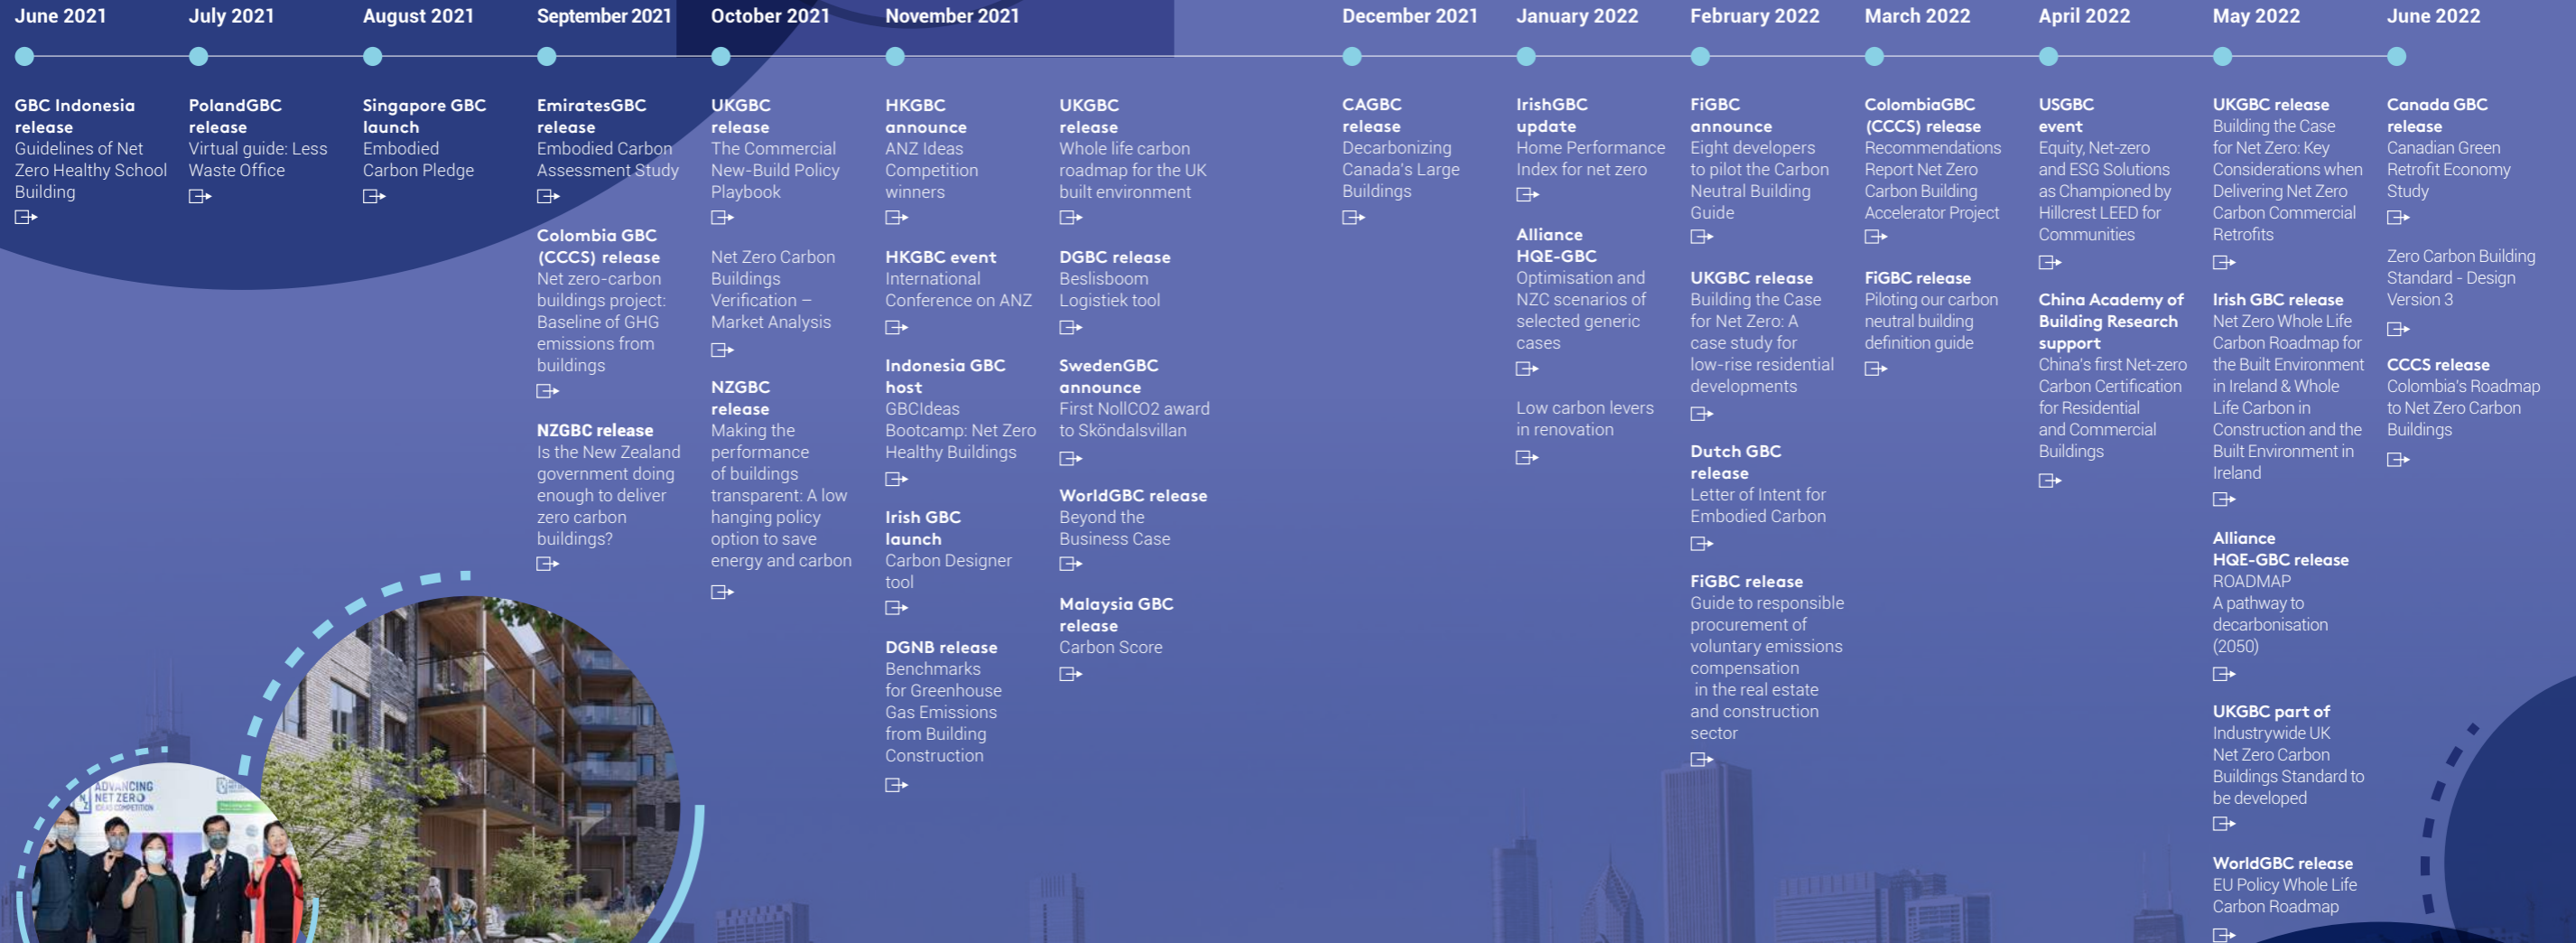 June 2021
GBC Indonesia
release
Guidelines of Net
Zero Healthy School
Building
July 2021
PolandGBC
release
Virtual guide: Less
Waste Office
August 2021
Singapore GBC
launch
Embodied
Carbon Pledge
September 2021
EmiratesGBC
release
Embodied Carbon
Assessment Study
Colombia GBC
(CCCS) release
Net zero-carbon
buildings project:
Baseline of GHG
emissions from
buildings
NZGBC release
Is the New Zealand
government doing
enough to deliver
zero carbon
buildings?
October 2021
UKGBC
release
The Commercial
New-Build Policy
Playbook
Net Zero Carbon
Buildings
Verification –
Market Analysis
NZGBC
release
Making the
performance
of buildings
transparent: A low
hanging policy
option to save
energy and carbon
November 2021
HKGBC
announce
ANZ Ideas
Competition
winners
HKGBC event
International
Conference on ANZ
Indonesia GBC
host
GBCIdeas
Bootcamp: Net Zero
Healthy Buildings
Irish GBC
launch
Carbon Designer
tool
DGNB release
Benchmarks
for Greenhouse
Gas Emissions
from Building
Construction
UKGBC
release
Whole life carbon
roadmap for the UK
built environment
DGBC release
Beslisboom
Logistiek tool
SwedenGBC
announce
First NollCO2 award
to Sköndalsvillan
WorldGBC release
Beyond the
Business Case
Malaysia GBC
release
Carbon Score
December 2021
CAGBC
release
Decarbonizing
Canada's Large
Buildings
January 2022
IrishGBC
update
Home Performance
Index for net zero
Alliance
HQE-GBC
Optimisation and
NZC scenarios of
selected generic
cases
Low carbon levers
in renovation
February 2022
FiGBC
announce
Eight developers
to pilot the Carbon
Neutral Building
Guide
UKGBC release
Building the Case
for Net Zero: A
case study for
low-rise residential
developments
Dutch GBC
release
Letter of Intent for
Embodied Carbon
FiGBC release
Guide to responsible
procurement of
voluntary emissions
compensation
in the real estate
and construction
sector
March 2022
ColombiaGBC
(CCCS) release
Recommendations
Report Net Zero
Carbon Building
Accelerator Project
FiGBC release
Piloting our carbon
neutral building
definition guide
April 2022
USGBC
event
Equity, Net-zero
and ESG Solutions
as Championed by
Hillcrest LEED for
Communities
China Academy of
Building Research
support
China's first Net-zero
Carbon Certification
for Residential
and Commercial
Buildings
May 2022
UKGBC release
Building the Case
for Net Zero: Key
Considerations when
Delivering Net Zero
Carbon Commercial
Retrofits
Irish GBC release
Net Zero Whole Life
Carbon Roadmap for
the Built Environment
in Ireland & Whole
Life Carbon in
Construction and the
Built Environment in
Ireland
Alliance
HQE-GBC release
ROADMAP
A pathway to
decarbonisation
(2050)
UKGBC part of
Industrywide UK
Net Zero Carbon
Buildings Standard to
be developed
WorldGBC release
EU Policy Whole Life
Carbon Roadmap
June 2022
Canada GBC
release
Canadian Green
Retrofit Economy
Study
Zero Carbon Building
Standard - Design
Version 3
CCCS release
Colombia's Roadmap
to Net Zero Carbon
Buildings
ADVANCING
NET ZERO
IDEAS COMPETITION